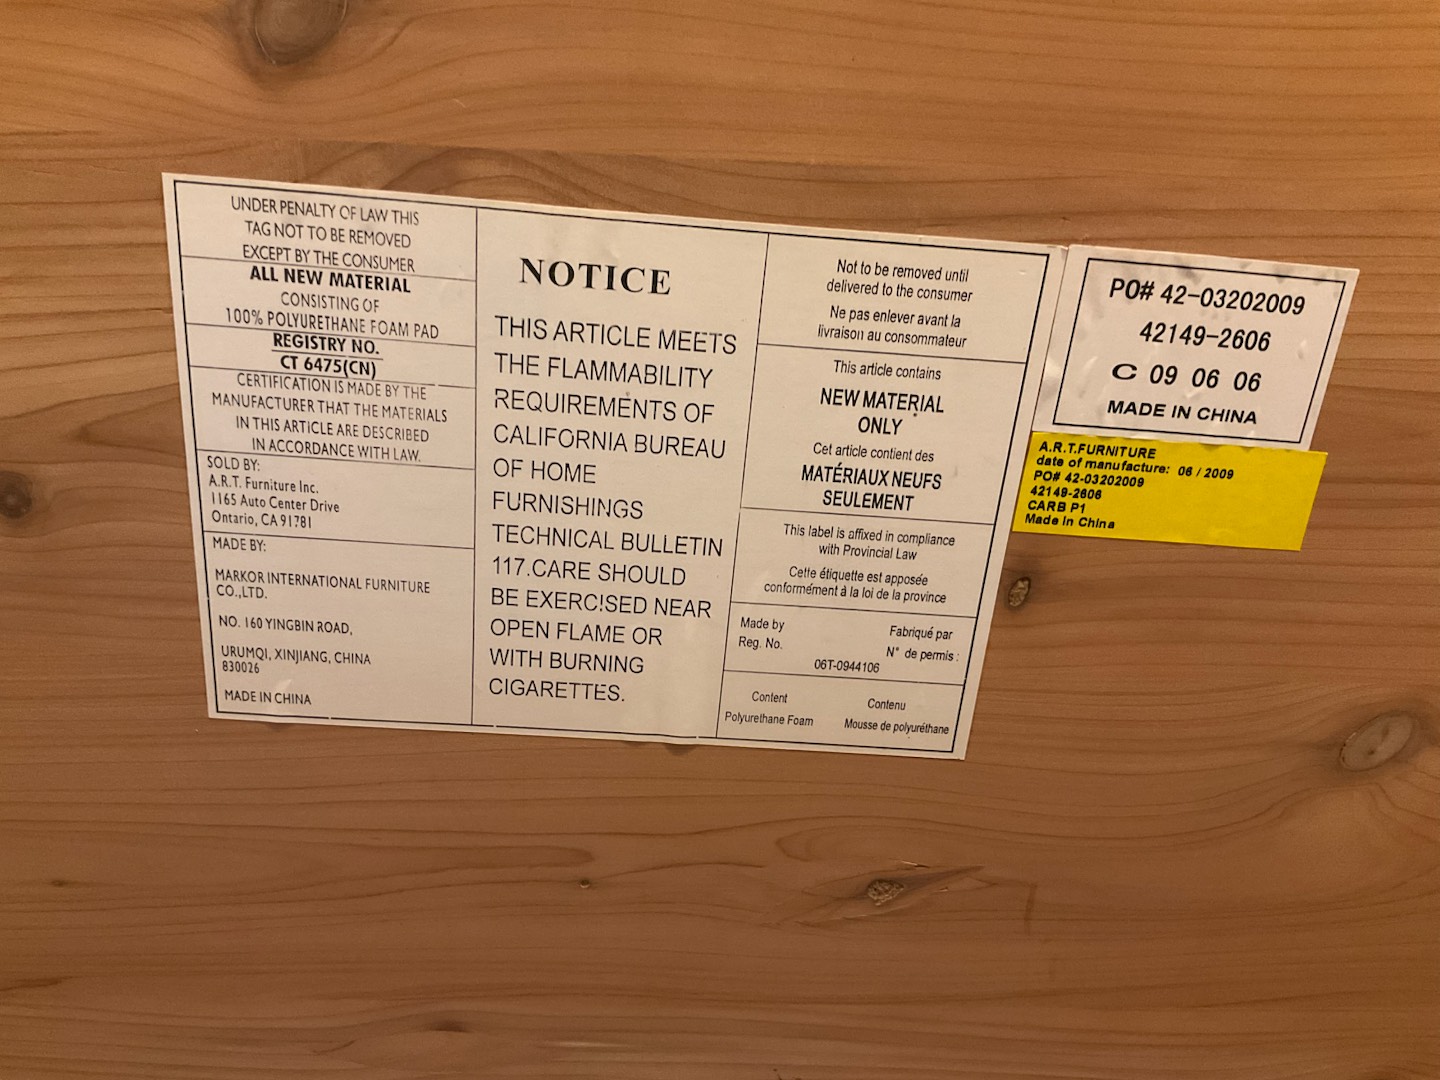 UNDER PENALTY OF LAW THIS
TAG NOT TO BE REMOVED
EXCEPT BY THE CONSUMER
ALL NEW MATERIAL
CONSISTING OF
100% POLYURETHANE FOAM PAD
REGISTRY NO.
CT 6475(CN)
CERTIFICATION IS MADE BY THE
MANUFACTURER THAT THE MATERIALS
IN THIS ARTICLE ARE DESCRIBED
IN ACCORDANCE WITH LAW.
SOLD BY:
A.R.T. Furniture Inc.
1165 Auto Center Drive
Ontario, CA 91781
MADE BY:
MARKOR INTERNATIONAL FURNITURE
CO.,LTD.
NO. 160 YINGBIN ROAD,
URUMQI, XINJIANG, CHINA
830026
MADE IN CHINA
NOTICE
THIS ARTICLE MEETS
THE FLAMMABILITY
REQUIREMENTS OF
CALIFORNIA BUREAU
OF HOME
FURNISHINGS
TECHNICAL BULLETIN
117.CARE SHOULD
BE EXERCISED NEAR
OPEN FLAME OR
WITH BURNING
CIGARETTES.
Not to be removed until
delivered to the consumer
Ne pas enlever avant la
livraison au consommateur
This article contains
NEW MATERIAL
ONLY
Cet article contient des
MATÉRIAUX NEUFS
SEULEMENT
This label is affixed in compliance
with Provincial Law
Cette étiquette est apposée
conformément à la loi de la province
Made by Fabriqué par
Reg. No. N° de permis :
06T-0944106
Content Contenu
Polyurethane Foam Mousse de polyuréthane
PO# 42-03202009
42149-2606
C 09 06 06
MADE IN CHINA
A.R.T.FURNITURE
date of manufacture: 06 / 2009
PO# 42-03202009
42149-2606
CARB P1
Made in China